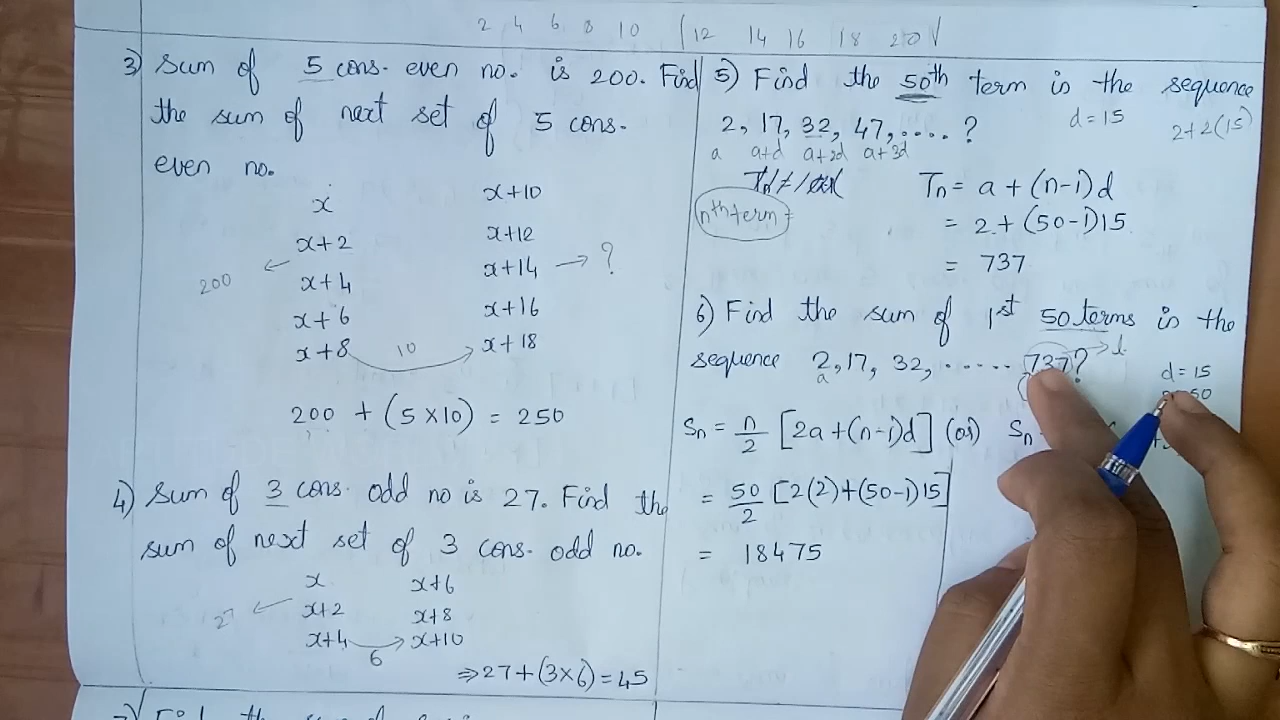 2 4 6 8 10 12 14 16 18 20
3) Sum of 5 cons. even no. is 200. Find
the sum of next set of 5 cons.
even no.
x x+10
x+2 x+12
x+4 x+14 → ?
x+6 x+16
x+8 x+18
200
10
200 + (5×10) = 250
4) Sum of 3 cons. odd no is 27. Find the
sum of next set of 3 cons. odd no.
x x+6
x+2 x+8
x+4 x+10
6
⇒ 27 + (3×6) = 45
5) Find the 50th term in the sequence
2, 17, 32, 47, .....?
d = 15
2+2(15)
a a+d a+2d a+3d
nth term =
Tn = a + (n-1)d
= 2 + (50-1)15
= 737
6) Find the sum of 1st 50 terms in the
sequence 2, 17, 32, ..... 737?
a
→ l
d = 15
50
Sn = n/2 [2a+(n-1)d] (or) Sn
= 50/2 [2(2)+(50-1)15]
= 18475